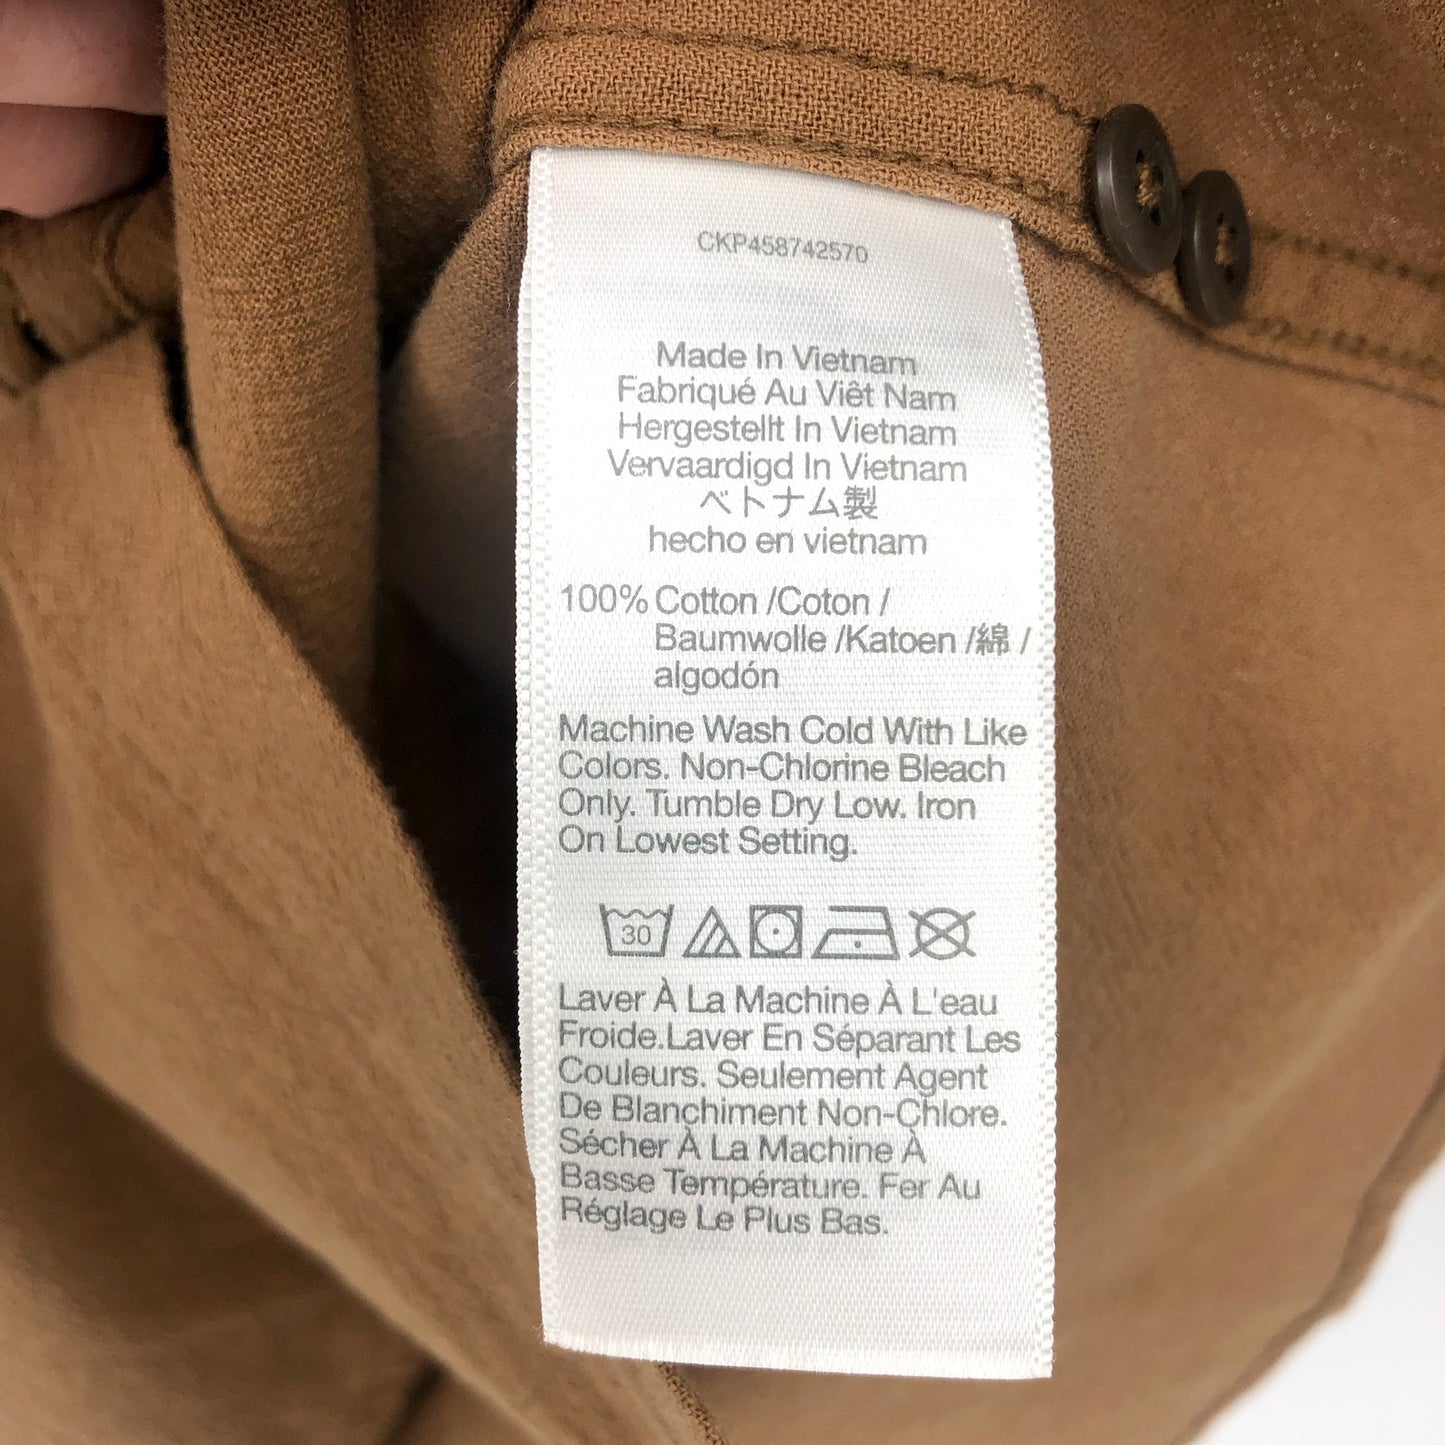 CKP458742570
Made In Vietnam
Fabriqué Au Viêt Nam
Hergestellt In Vietnam
Vervaardigd In Vietnam
ベトナム製
hecho en vietnam
100% Cotton /Coton /
Baumwolle /Katoen /綿 /
algodón
Machine Wash Cold With Like
Colors. Non-Chlorine Bleach
Only. Tumble Dry Low. Iron
On Lowest Setting.
30
Laver À La Machine À L'eau
Froide.Laver En Séparant Les
Couleurs. Seulement Agent
De Blanchiment Non-Chlore.
Sécher À La Machine À
Basse Température. Fer Au
Réglage Le Plus Bas.